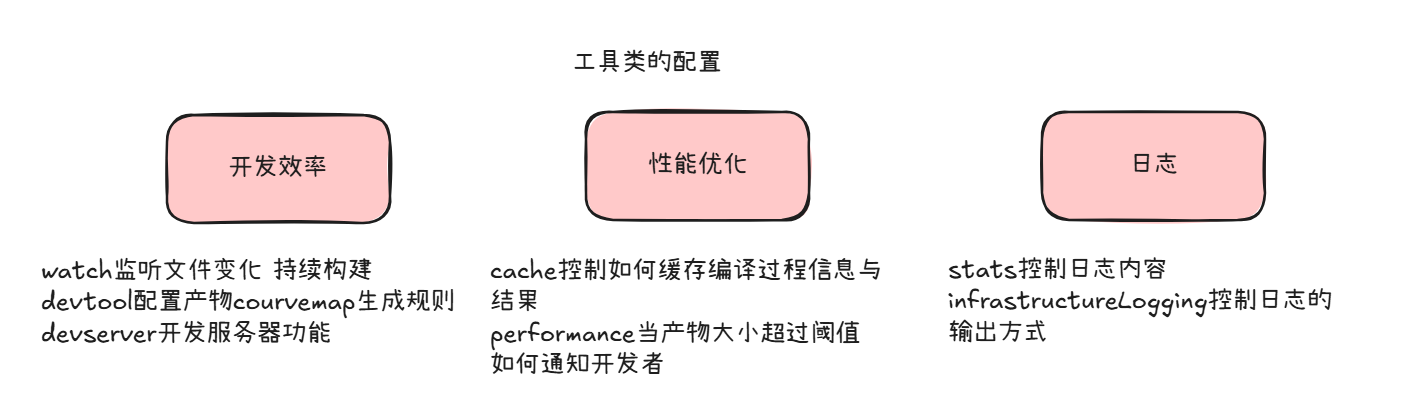 工具类的配置
开发效率
性能优化
日志
watch监听文件变化 持续构建
devtool配置产物courvemap生成规则
devserver开发服务器功能
cache控制如何缓存编译过程信息与
结果
performance当产物大小超过阈值
如何通知开发者
stats控制日志内容
infrastructureLogging控制日志的
输出方式